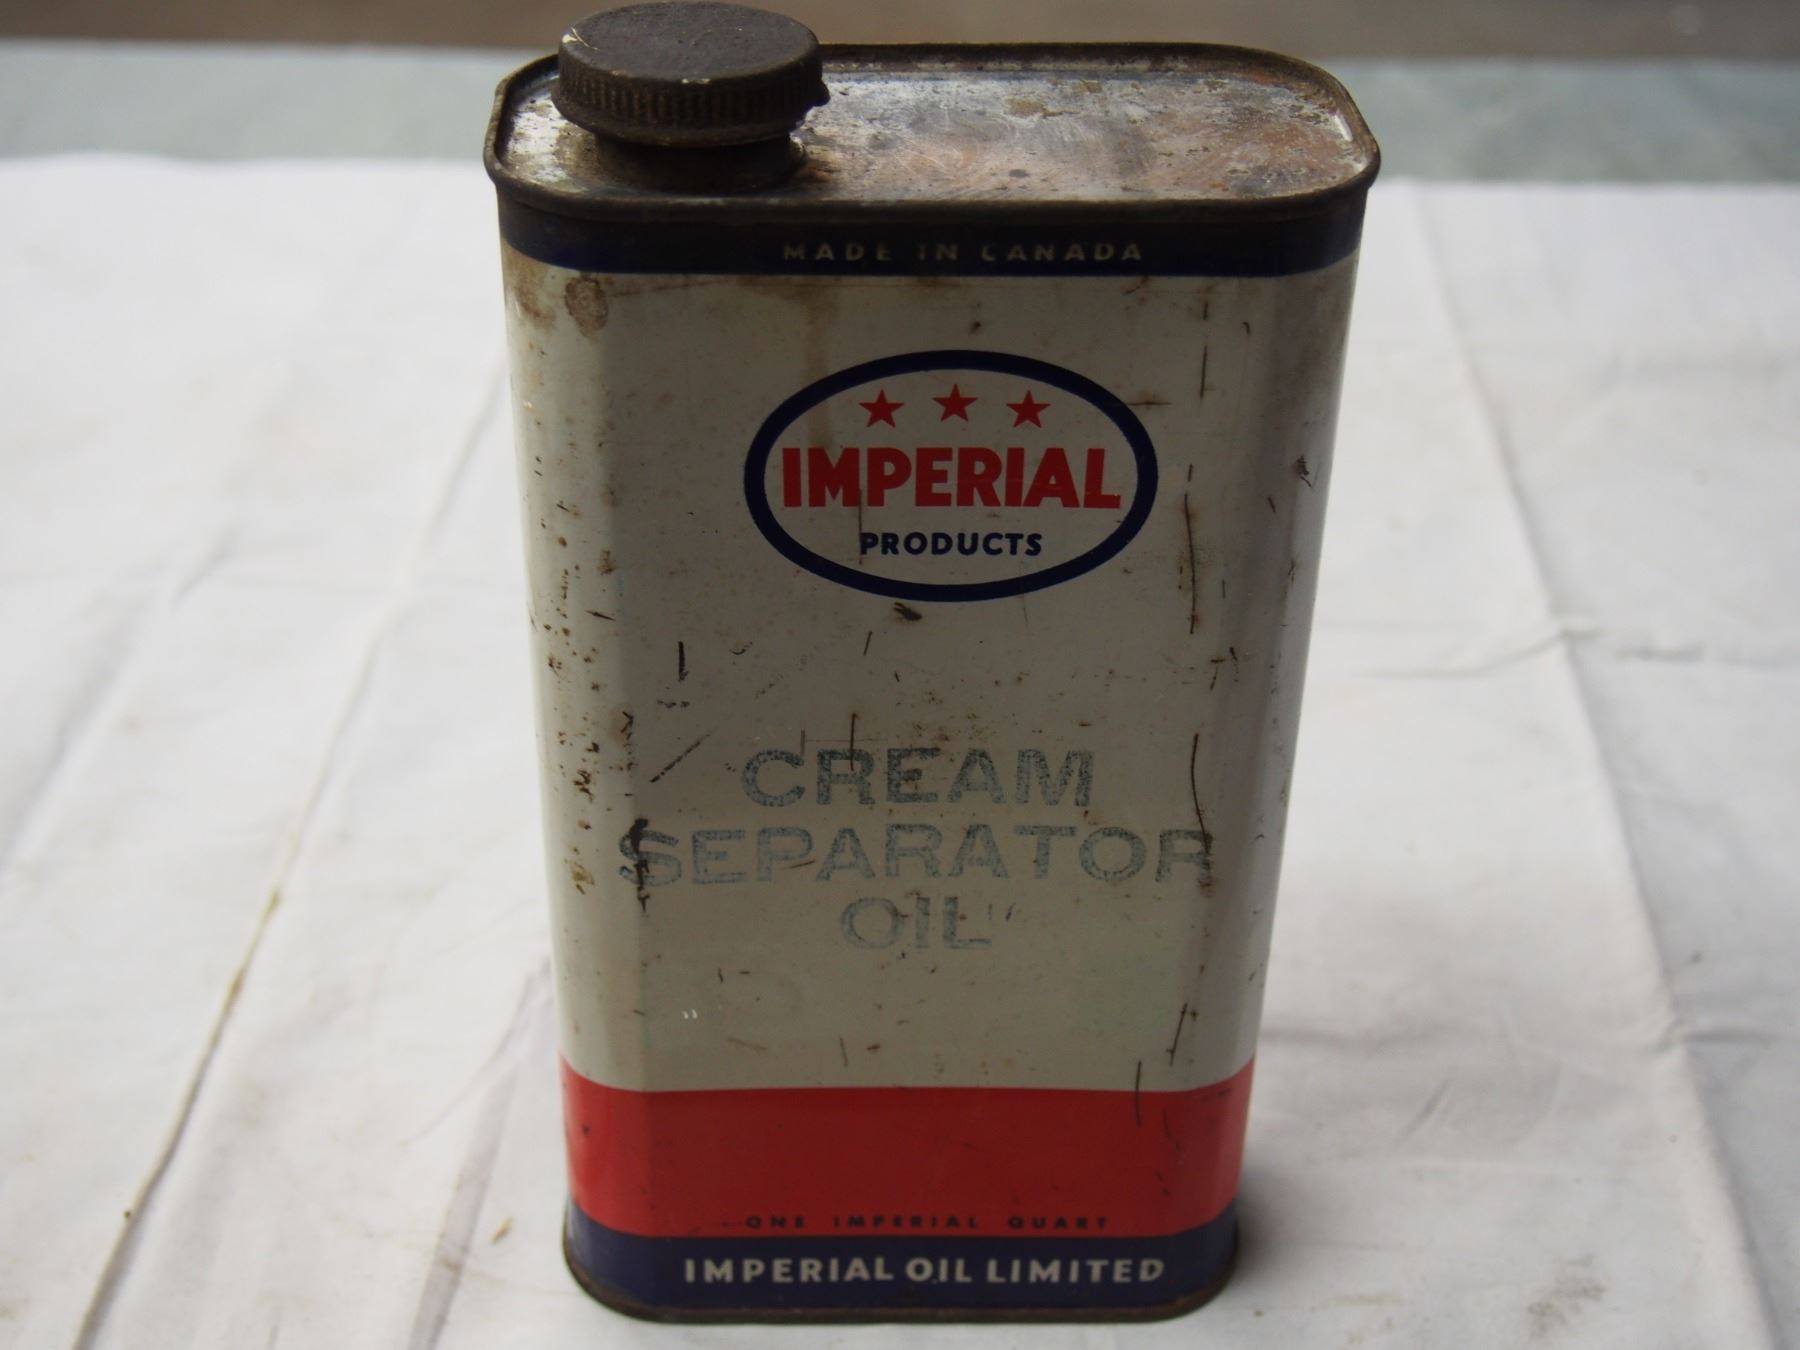 MADE IN CANADA
IMPERIAL
PRODUCTS
CREAM
SEPARATOR
OIL
ONE IMPERIAL QUART
IMPERIAL OIL LIMITED